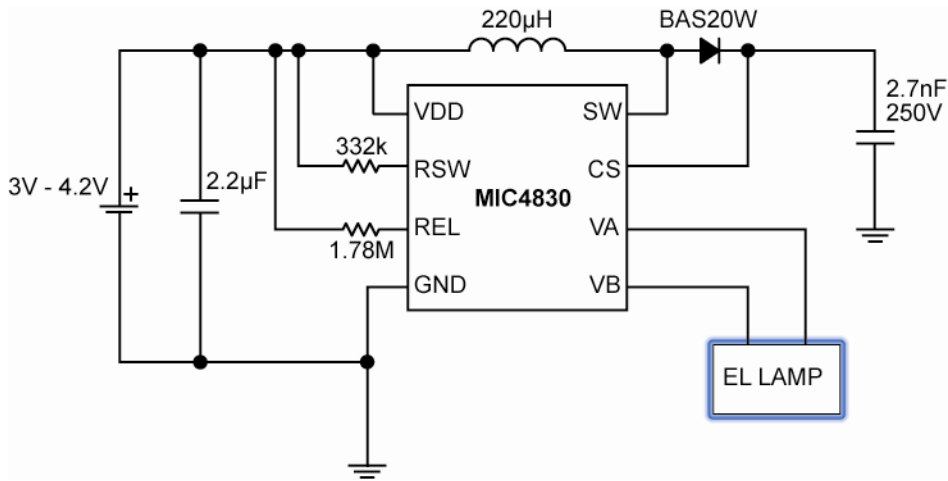 220µH
BAS20W
2.7nF
250V
VDD
SW
332k
RSW
CS
3V - 4.2V
+
2.2µF
MIC4830
REL
VA
1.78M
GND
VB
EL LAMP